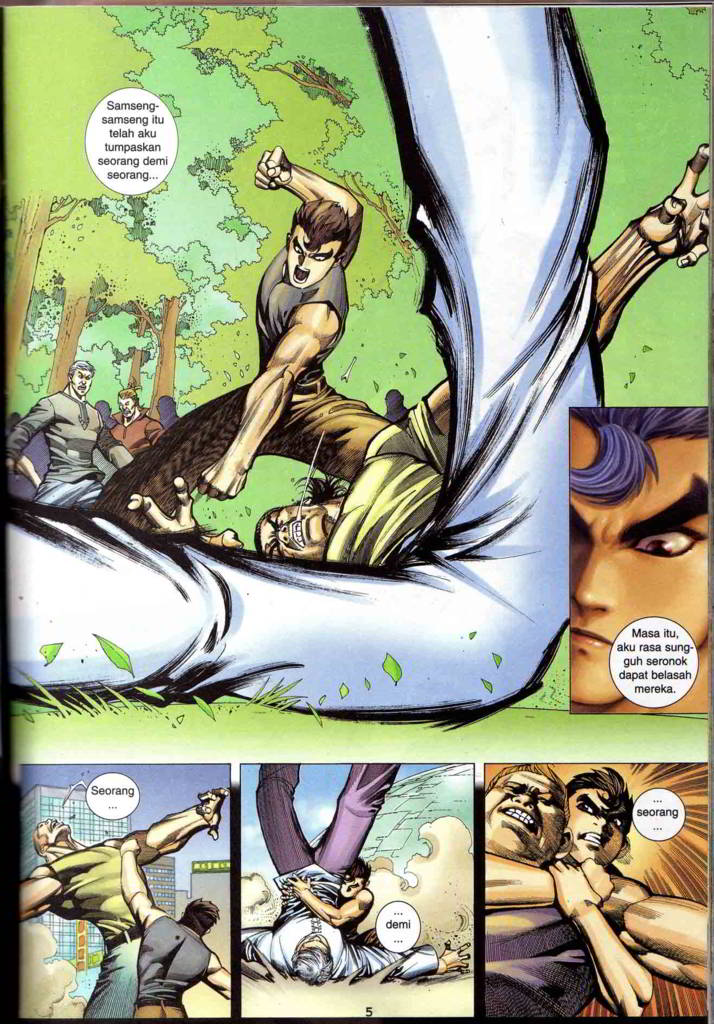 Samseng-
samseng itu
telah aku
tumpaskan
seorang demi
seorang...
Masa itu,
aku rasa sung-
guh seronok
dapat belasah
mereka.
Seorang
...
...
demi
...
...
seorang
...
5